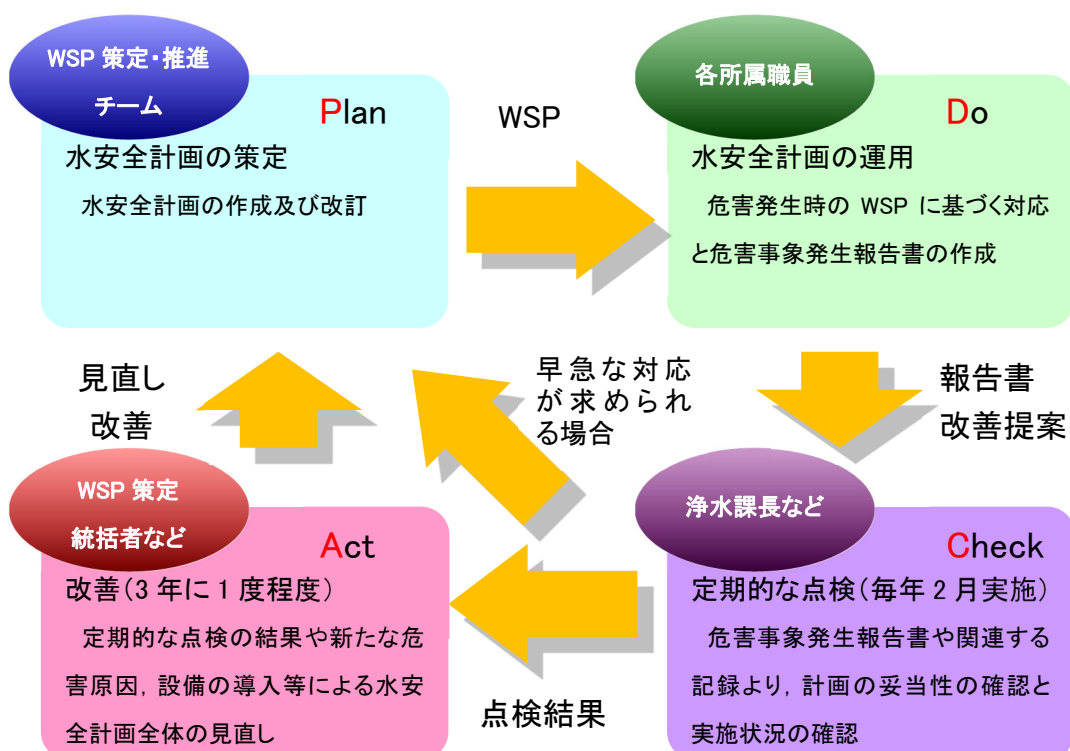 WSP 策定・推進
チーム
Plan
水安全計画の策定
水安全計画の作成及び改訂
WSP
各所属職員
Do
水安全計画の運用
危害発生時の WSP に基づく対応
と危害事象発生報告書の作成
見直し
改善
早急な対応
が求められ
る場合
報告書
改善提案
WSP 策定
統括者など
Act
改善(3 年に 1 度程度)
定期的な点検の結果や新たな危
害原因,設備の導入等による水安
全計画全体の見直し
点検結果
浄水課長など
Check
定期的な点検(毎年 2 月実施)
危害事象発生報告書や関連する
記録より,計画の妥当性の確認と
実施状況の確認